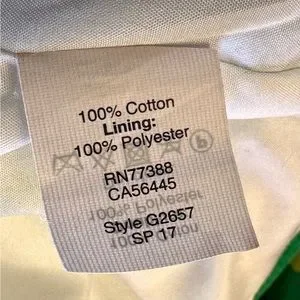 100% Cotton
Lining:
100% Polyester
RN77388
CA56445
Style G2657
SP 17